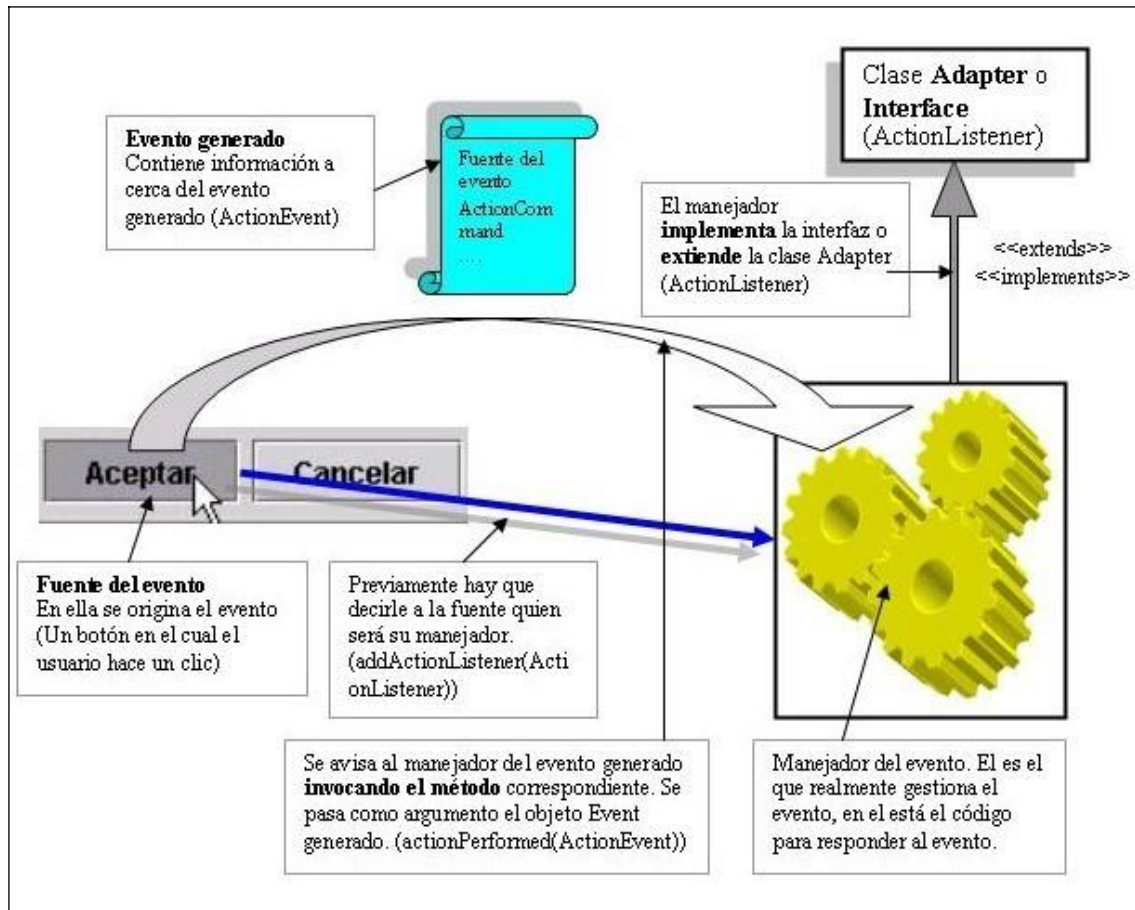 Clase Adapter o
Interface
(ActionListener)
Evento generado
Contiene información a
cerca del evento
generado (ActionEvent)
Fuente del
evento
ActionCom
mand
.....
El manejador
implementa la interfaz o
extiende la clase Adapter
(ActionListener)
<<extends>>
<<implements>>
Aceptar
Cancelar
Fuente del evento
En ella se origina el evento
(Un botón en el cual el
usuario hace un clic)
Previamente hay que
decirle a la fuente quien
será su manejador.
(addActionListener(Acti
onListener))
Se avisa al manejador del evento generado
invocando el método correspondiente. Se
pasa como argumento el objeto Event
generado. (actionPerformed(ActionEvent))
Manejador del evento. El es el
que realmente gestiona el
evento, en el está el código
para responder al evento.